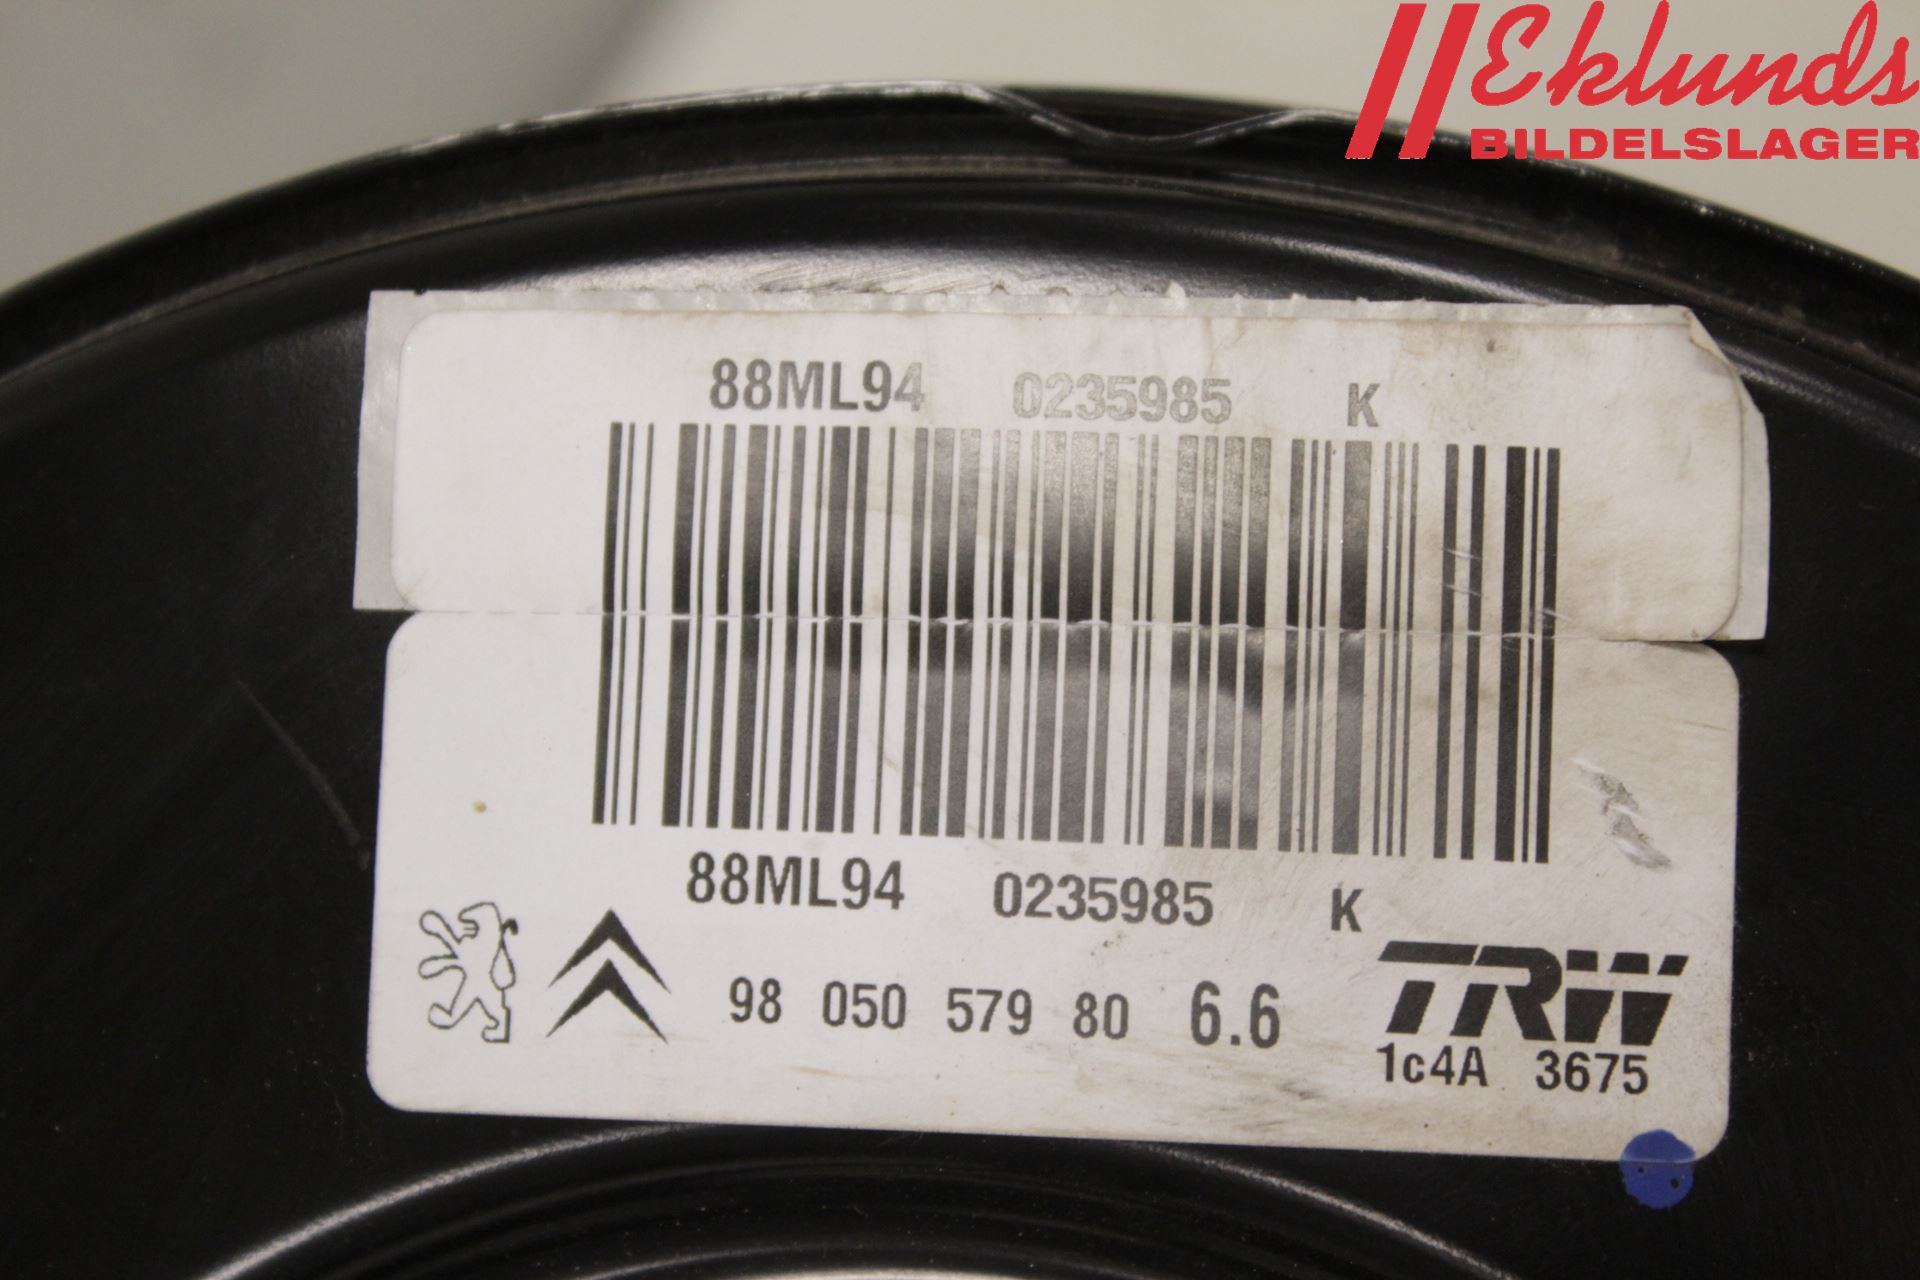 Eklunds
BILDELSLAGER
88ML94 0235985 K
88ML94 0235985 K
98 050 579 80 6.6
TRW
1c4A 3675